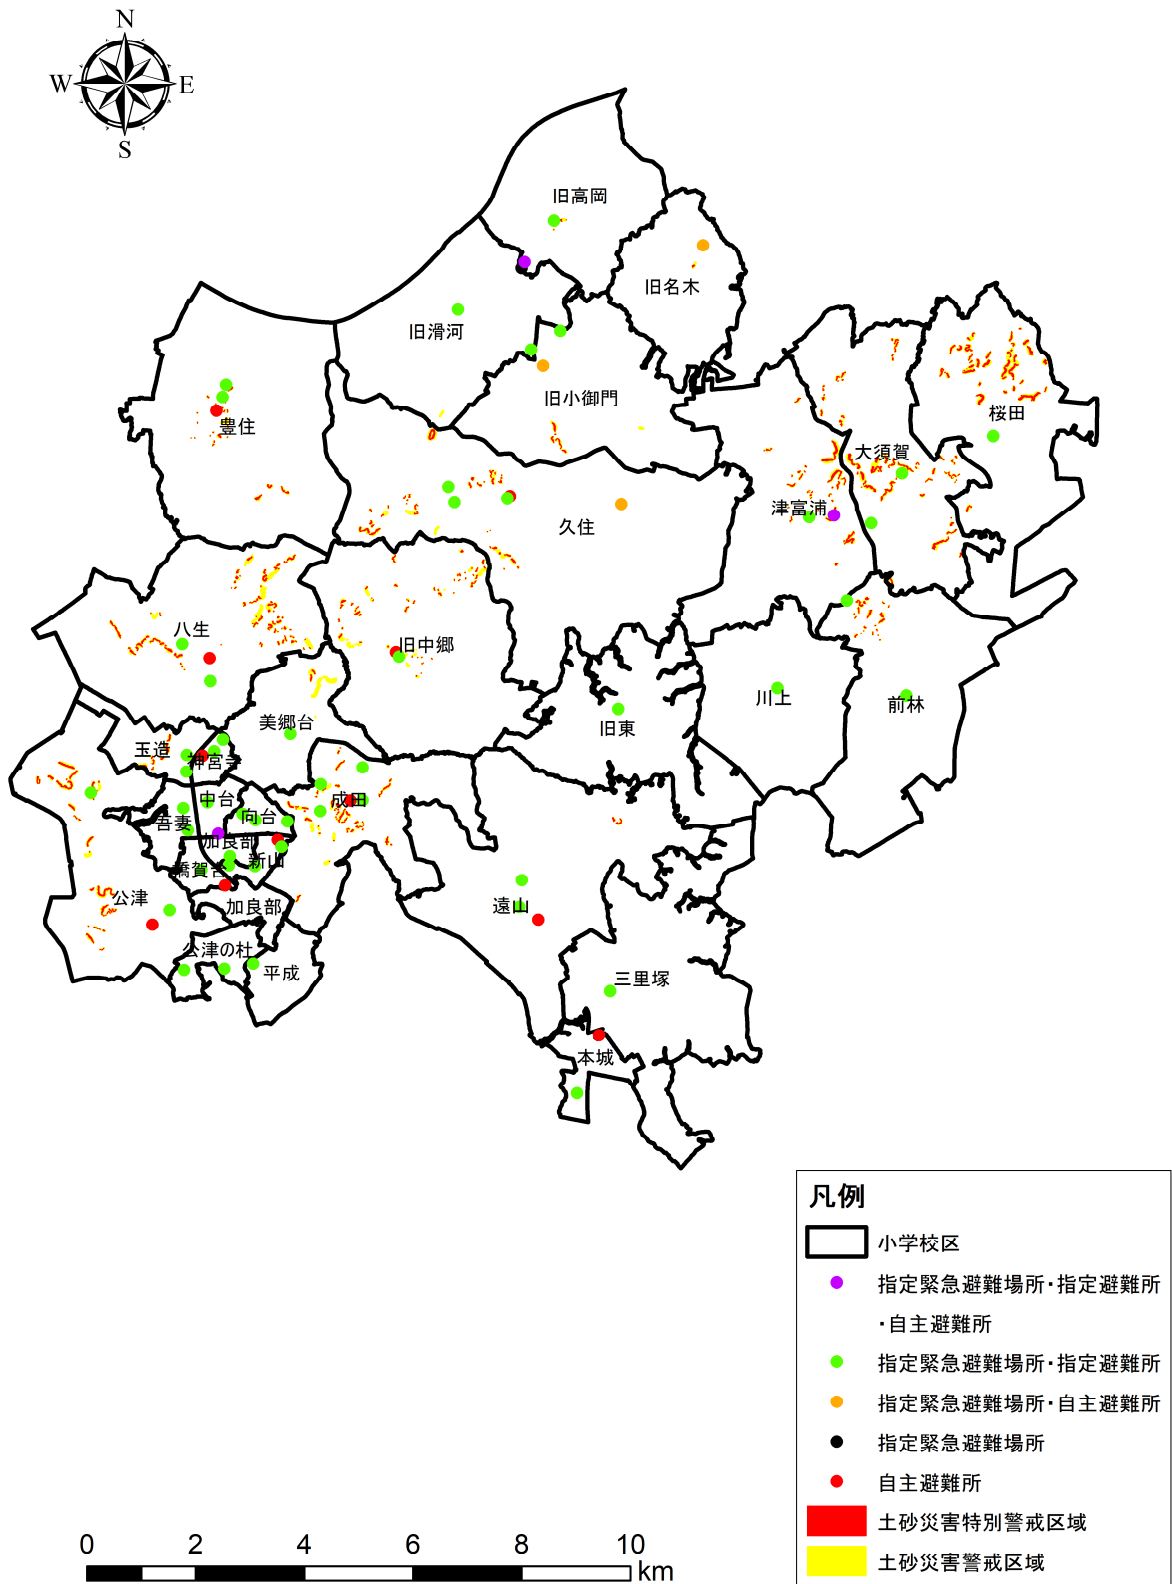 N
W
E
S
旧高岡
旧名木
旧滑河
旧小御門
豊住
桜田
大須賀
津富浦
久住
八生
旧中郷
川上
前林
美郷台
旧東
玉造
神宮寺
中台
成田
向台
吾妻
加良部
新山
橋賀台
公津
加良部
遠山
公津の杜
平成
三里塚
本城
凡例
小学校区
指定緊急避難場所・指定避難所
・自主避難所
指定緊急避難場所・指定避難所
指定緊急避難場所・自主避難所
指定緊急避難場所
自主避難所
土砂災害特別警戒区域
土砂災害警戒区域
0 2 4 6 8 10
km